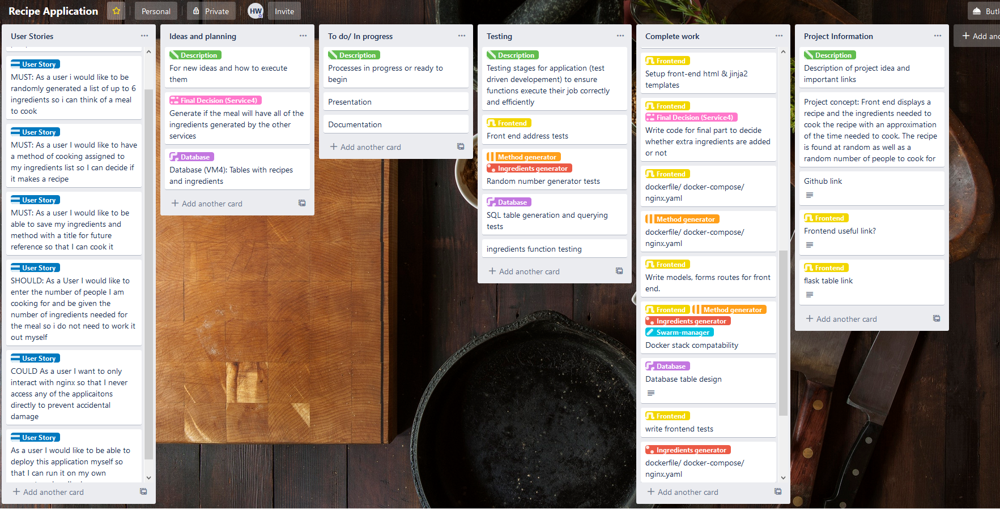 Recipe Application
Personal
Private
HW
Invite
User Stories
User Story
MUST: As a user i would like to be
randomly generated a list of up to 6
ingredients so i can think of a meal
to cook
User Story
MUST: As a user I would like to have
a method of cooking assigned to
my ingredients list so I can decide if
it makes a recipe
User Story
MUST: As a user I would like to be
able to save my ingredients and
method with a title for future
reference so that I can cook it
User Story
SHOULD: As a User I would like to
enter the number of people I am
cooking for and be given the
number of ingredients needed for
the meal so i do not need to work it
out myself
User Story
COULD As a user I want to only
interact with nginx so that I never
access any of the applicaitons
directly to prevent accidental
damage
User Story
As a user I would like to be able to
deploy this application myself so
that I can run it on my own
+ Add another card
Ideas and planning
Description
For new ideas and how to execute
them
Final Decision (Service4)
Generate if the meal will have all of the
ingredients generated by the other
services
Database
Database (VM4): Tables with recipes
and ingredients
+ Add another card
To do/ In progress
Description
Processes in progress or ready to
begin
Presentation
Documentation
+ Add another card
Testing
Description
Testing stages for application (test
driven developement) to ensure
functions execute their job correctly
and efficiently
Frontend
Front end address tests
Method generator
Ingredients generator
Random number generator tests
Database
SQL table generation and querying
tests
ingredients function testing
+ Add another card
Complete work
Frontend
Setup front-end html & jinja2
templates
Frontend
Final Decision (Service4)
Write code for final part to decide
whether extra ingredients are added
or not
Frontend
dockerfile/ docker-compose/
nginx.yaml
Method generator
dockerfile/ docker-compose/
nginx.yaml
Frontend
Write models, forms routes for front
end.
Frontend Method generator
Ingredients generator
Swarm-manager
Docker stack compatability
Database
Database table design
Frontend
write frontend tests
Ingredients generator
dockerfile/ docker-compose/
nginx.yaml
+ Add another card
Project Information
Description
Description of project idea and
important links
Project concept: Front end displays a
recipe and the ingredients needed to
cook the recipe with an approximation
of the time needed to cook. The recipe
is found at random as well as a
random number of people to cook for
Github link
Frontend
Frontend useful link?
Frontend
flask table link
+ Add another card
Butl
+ Add ano